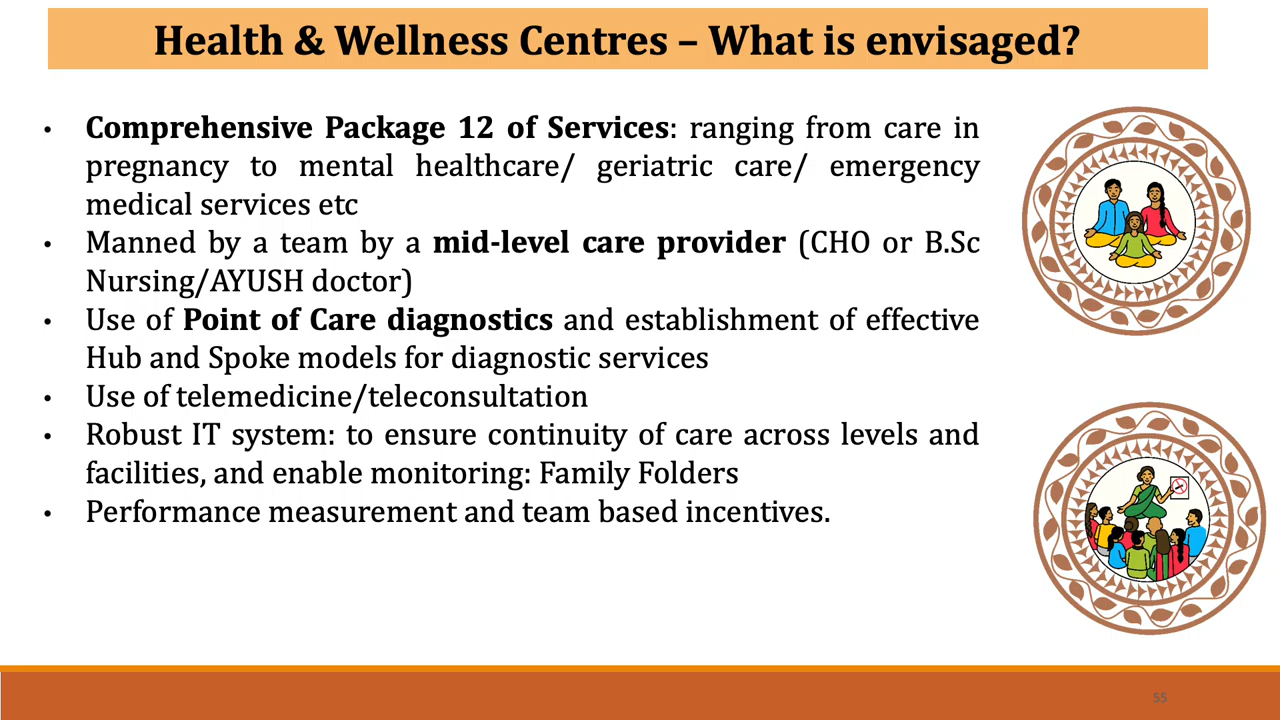 Health & Wellness Centres – What is envisaged?
• Comprehensive Package 12 of Services: ranging from care in
pregnancy to mental healthcare/ geriatric care/ emergency
medical services etc
• Manned by a team by a mid-level care provider (CHO or B.Sc
Nursing/AYUSH doctor)
• Use of Point of Care diagnostics and establishment of effective
Hub and Spoke models for diagnostic services
• Use of telemedicine/teleconsultation
• Robust IT system: to ensure continuity of care across levels and
facilities, and enable monitoring: Family Folders
• Performance measurement and team based incentives.
55